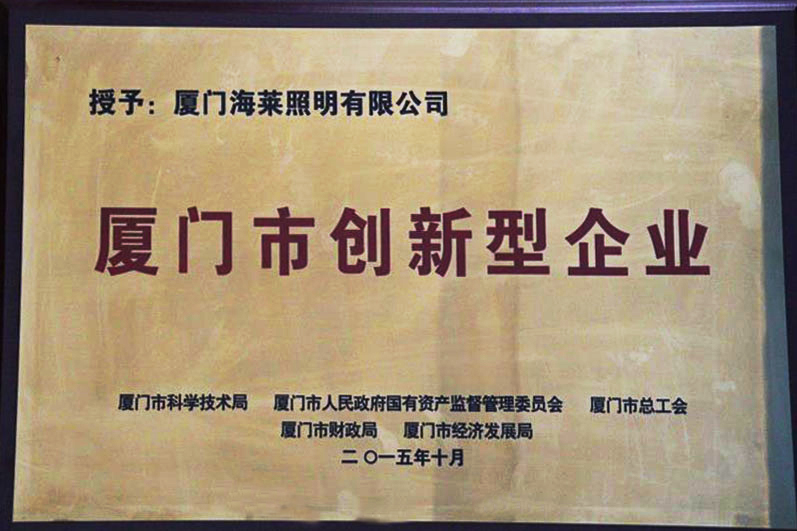 授予：厦门海莱照明有限公司
厦门市创新型企业
厦门市科学技术局 厦门市人民政府国有资产监督管理委员会 厦门市总工会
厦门市财政局 厦门市经济发展局
二〇一五年十月